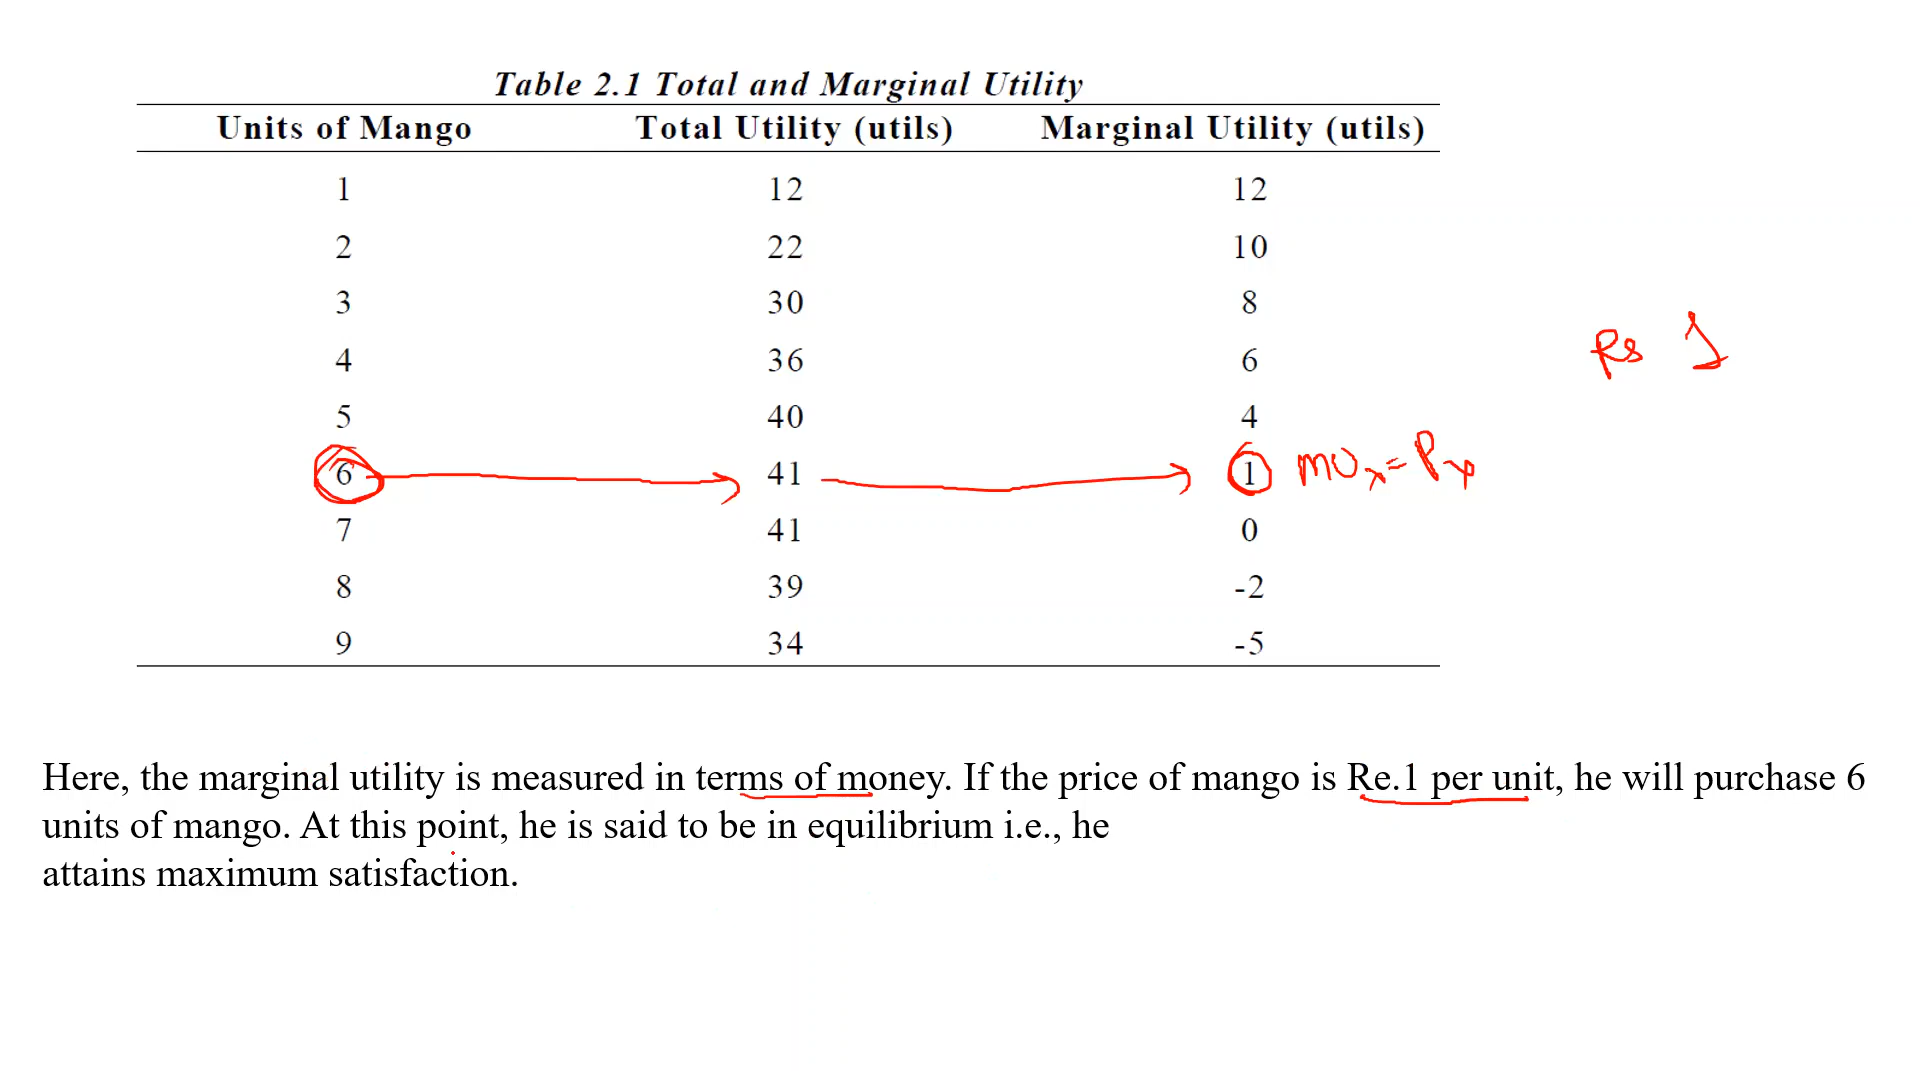 Table 2.1 Total and Marginal Utility
Units of Mango Total Utility (utils) Marginal Utility (utils)
1 12 12
2 22 10
3 30 8
4 36 6
5 40 4
6 41 1 MUx = Px
7 41 0
8 39 -2
9 34 -5
Rs 1
Here, the marginal utility is measured in terms of money. If the price of mango is Re.1 per unit, he will purchase 6
units of mango. At this point, he is said to be in equilibrium i.e., he
attains maximum satisfaction.